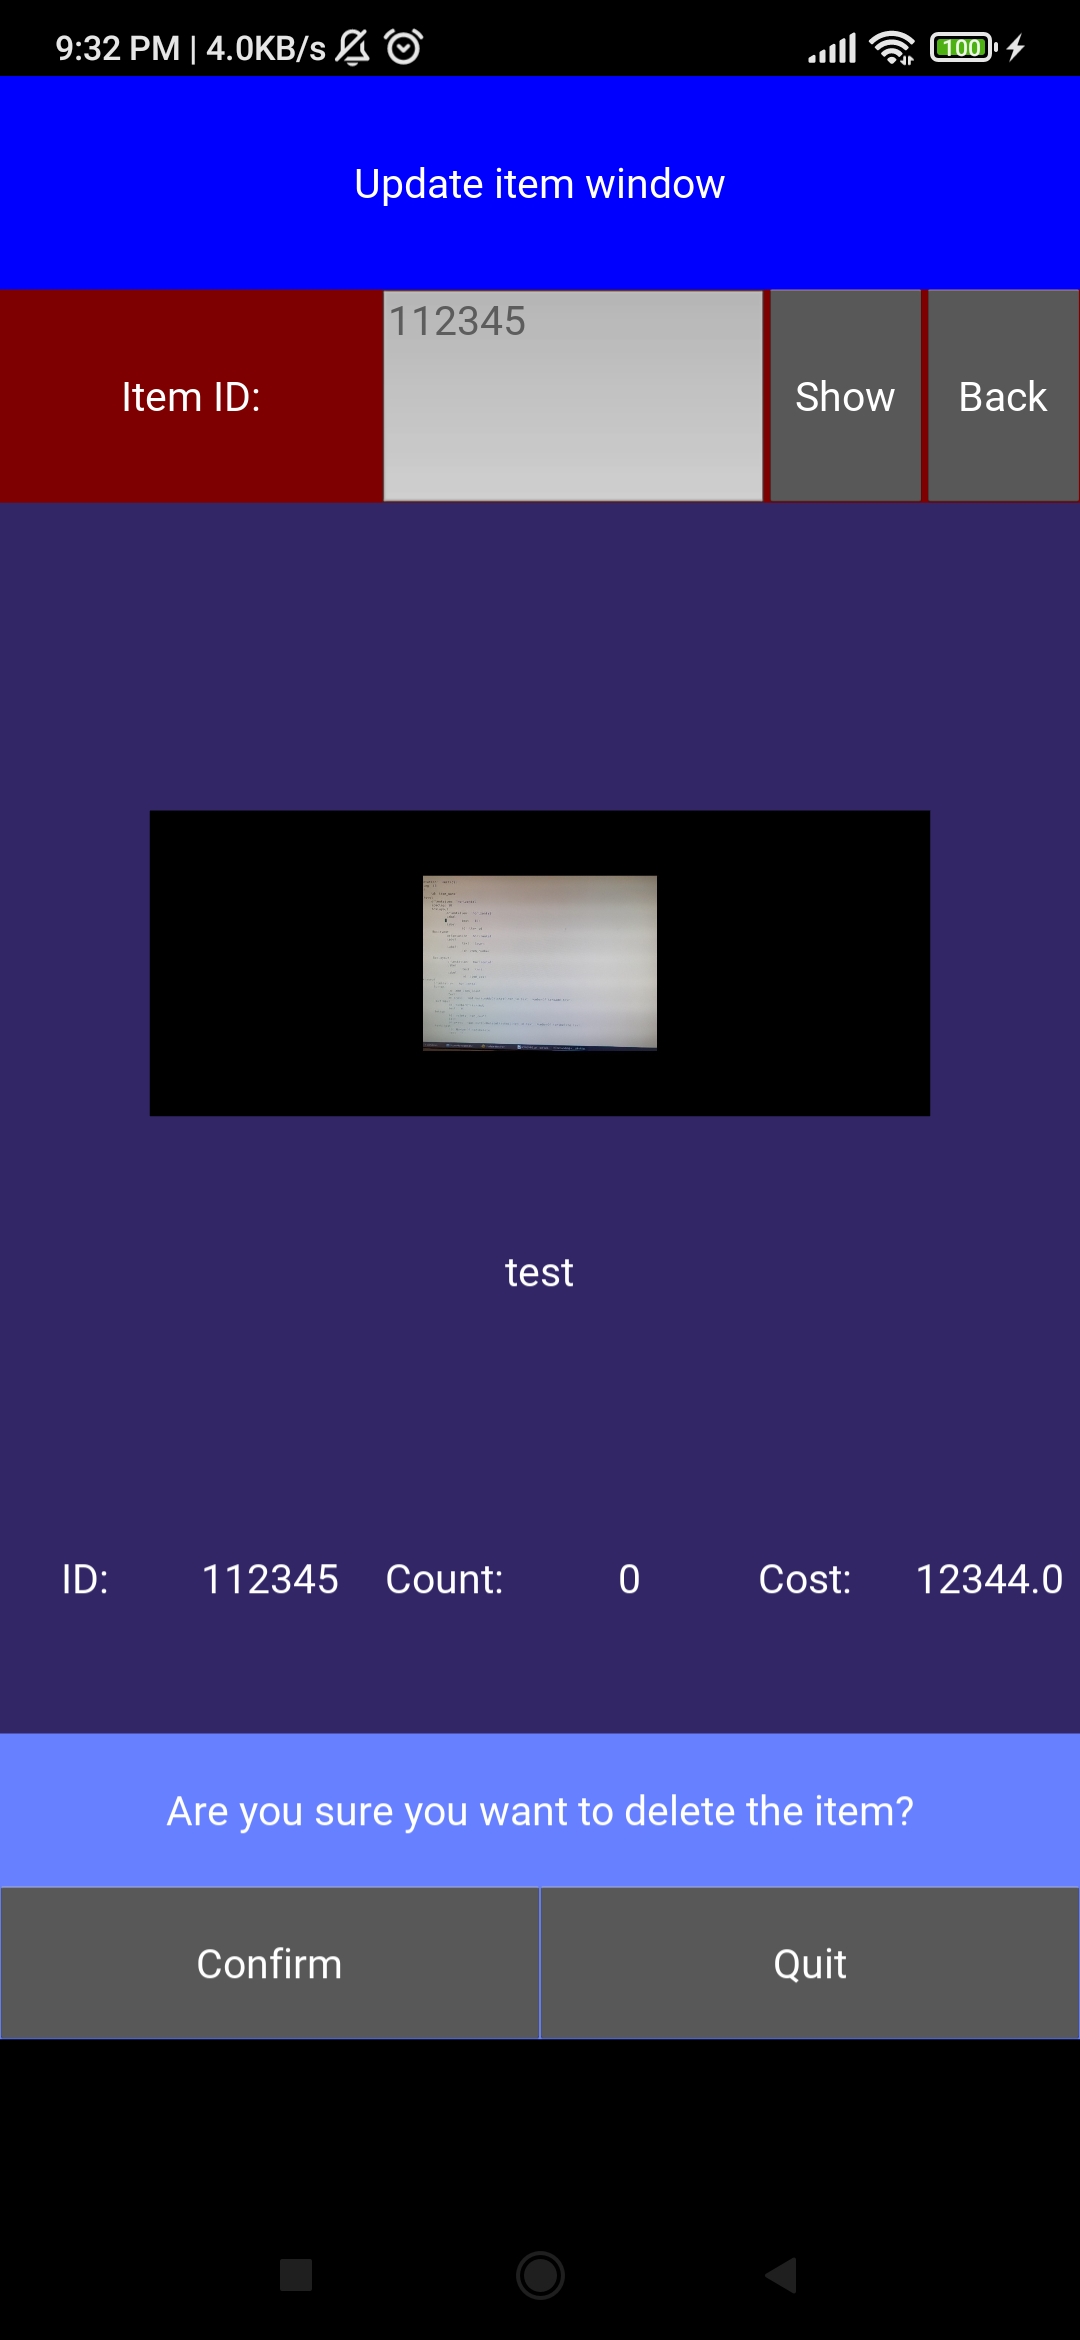 9:32 PM | 4.0KB/s 100
Update item window
Item ID: 112345 Show Back
test
ID: 112345 Count: 0 Cost: 12344.0
Are you sure you want to delete the item?
Confirm Quit